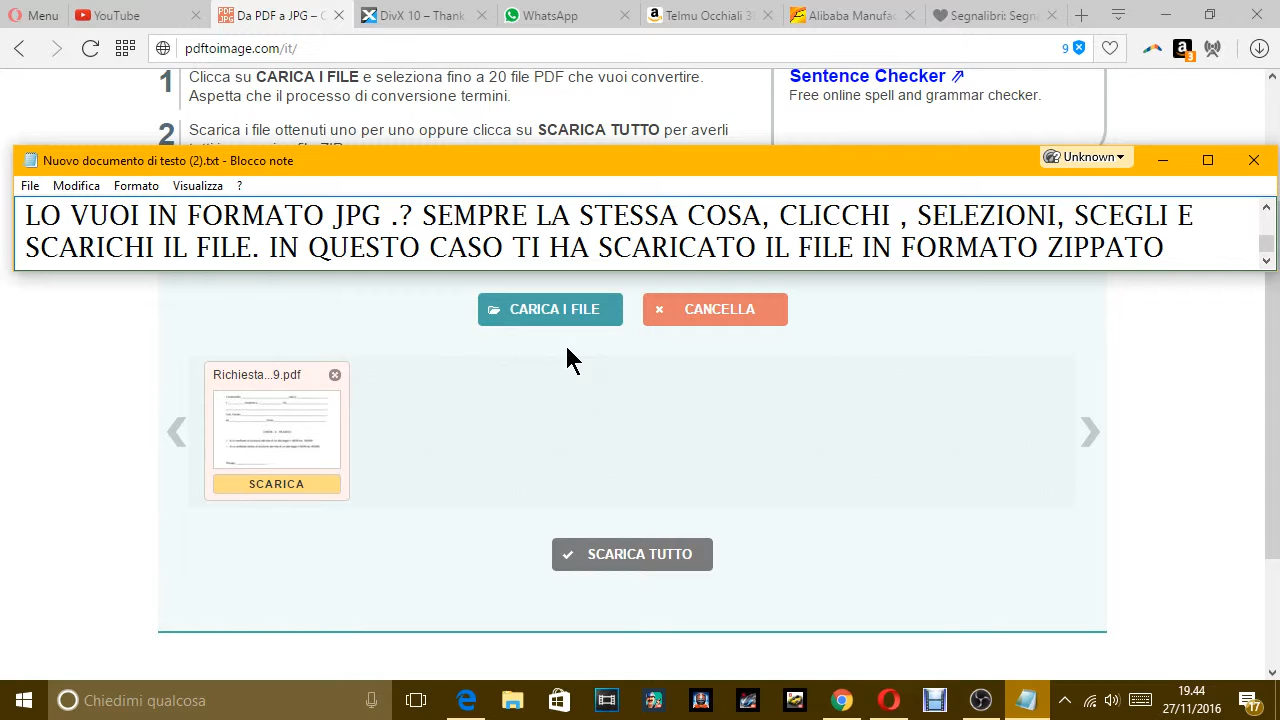 Menu
YouTube
Da PDF a JPG – C
DivX 10 – Thank
WhatsApp
Telmu Occhiali 3
Alibaba Manufac
Segnalibri: Segna
pdftoimage.com/it/
9
3
1
Clicca su CARICA I FILE e seleziona fino a 20 file PDF che vuoi convertire.
Aspetta che il processo di conversione termini.
2
Scarica i file ottenuti uno per uno oppure clicca su SCARICA TUTTO per averli
Sentence Checker
Free online spell and grammar checker.
Nuovo documento di testo (2).txt - Blocco note
Unknown
File Modifica Formato Visualizza ?
LO VUOI IN FORMATO JPG .? SEMPRE LA STESSA COSA, CLICCHI , SELEZIONI, SCEGLI E
SCARICHI IL FILE. IN QUESTO CASO TI HA SCARICATO IL FILE IN FORMATO ZIPPATO
CARICA I FILE
CANCELLA
Richiesta...9.pdf
SCARICA
SCARICA TUTTO
Chiedimi qualcosa
19.44
27/11/2016
17